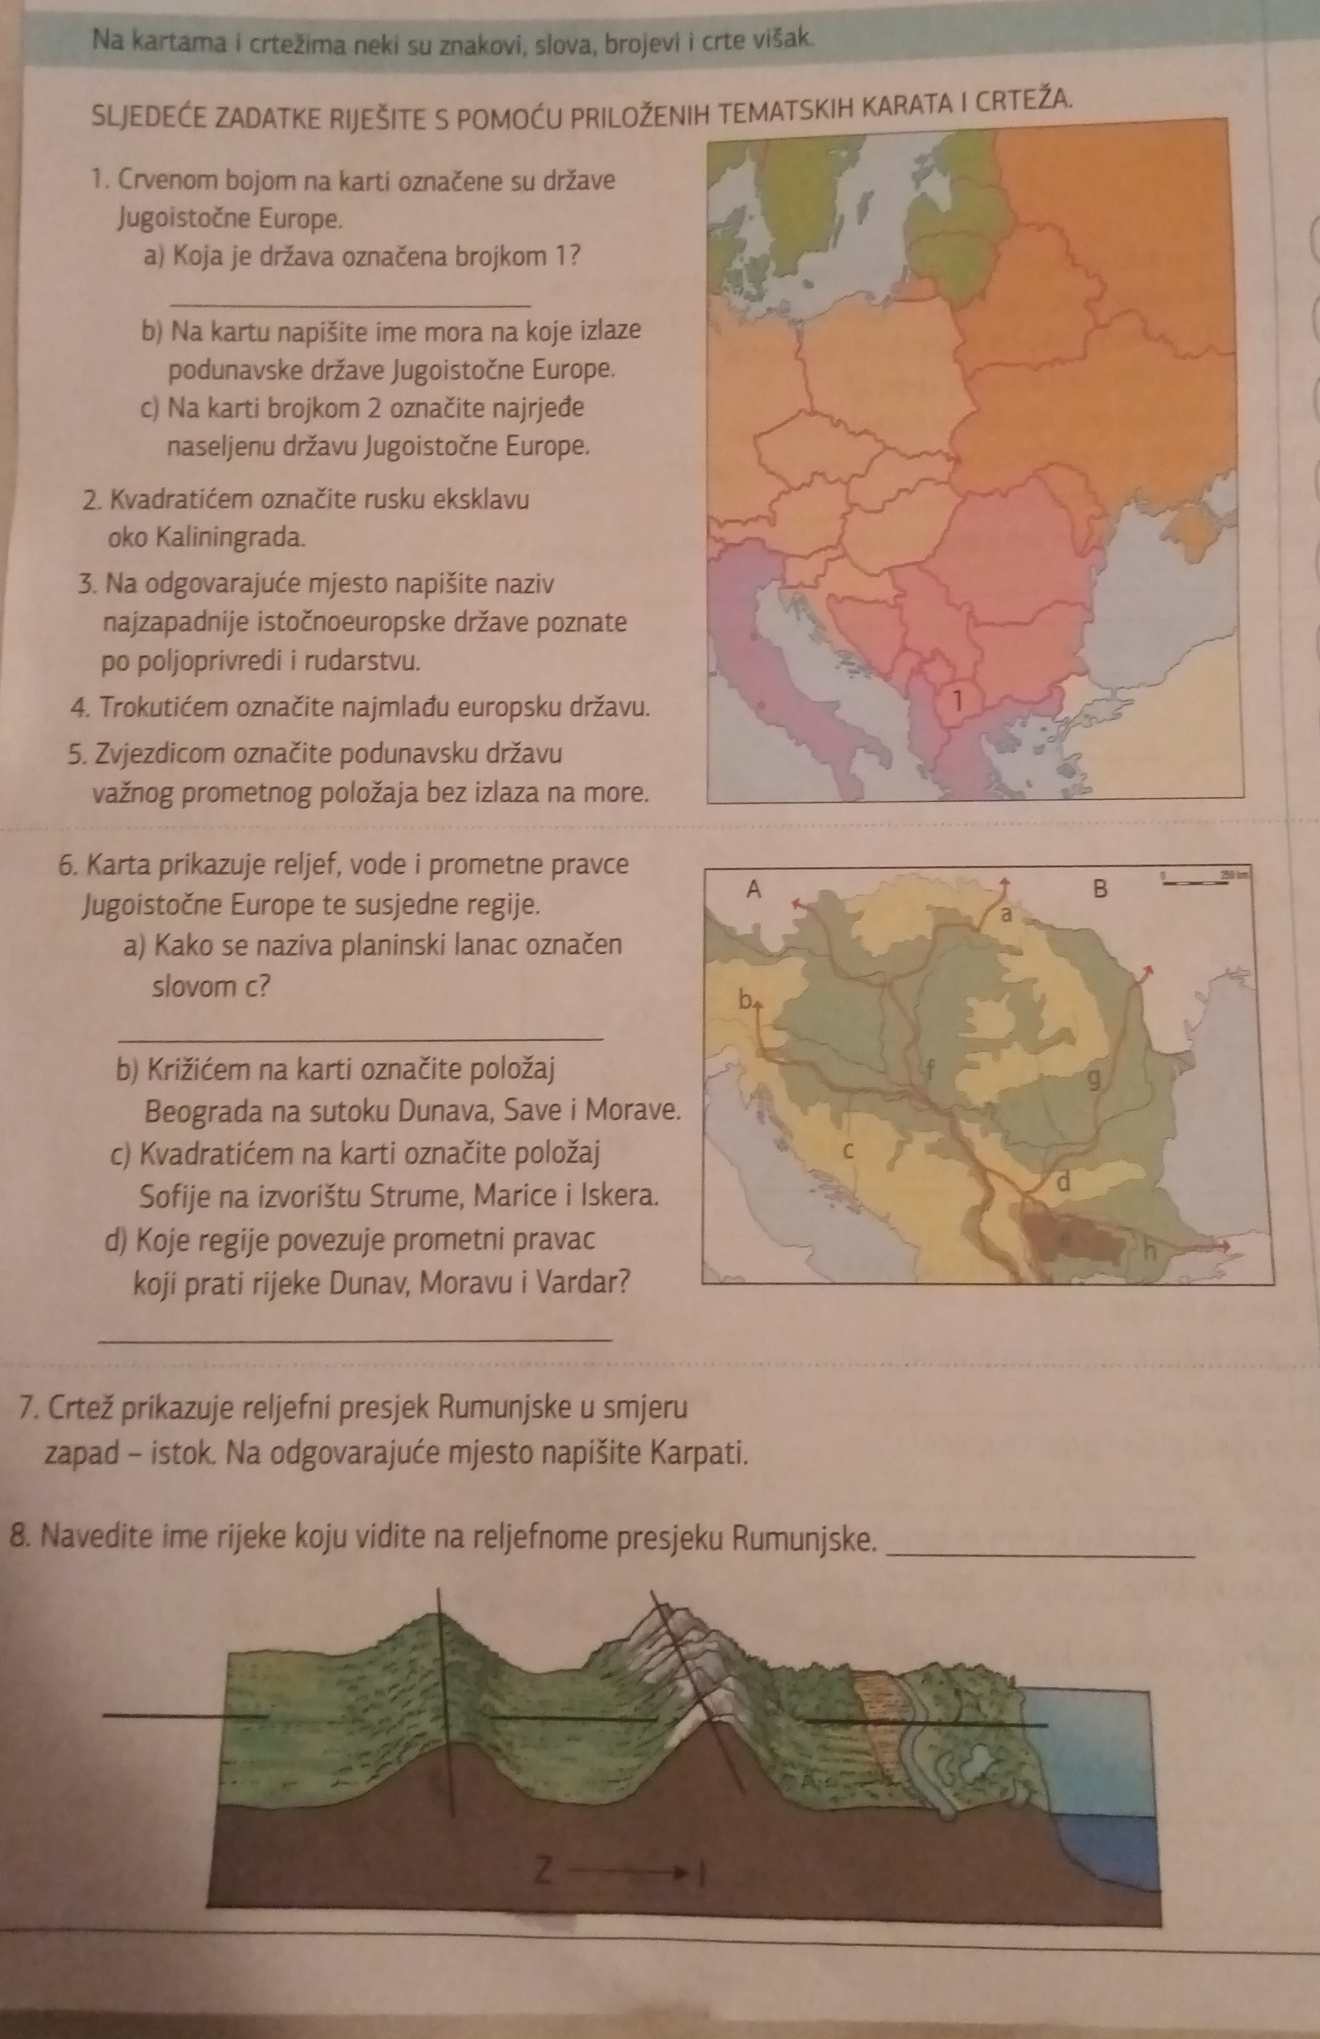 Na kartama i crtežima neki su znakovi, slova, brojevi i crte višak.
SLJEDEĆE ZADATKE RIJEŠITE S POMOĆU PRILOŽENIH TEMATSKIH KARATA I CRTEŽA.
1. Crvenom bojom na karti označene su države
Jugoistočne Europe.
a) Koja je država označena brojkom 1?
b) Na kartu napišite ime mora na koje izlaze
podunavske države Jugoistočne Europe.
c) Na karti brojkom 2 označite najrjeđe
naseljenu državu Jugoistočne Europe.
2. Kvadratićem označite rusku eksklavu
oko Kaliningrada.
3. Na odgovarajuće mjesto napišite naziv
najzapadnije istočnoeuropske države poznate
po poljoprivredi i rudarstvu.
4. Trokutićem označite najmlađu europsku državu.
5. Zvjezdicom označite podunavsku državu
važnog prometnog položaja bez izlaza na more.
1
6. Karta prikazuje reljef, vode i prometne pravce
Jugoistočne Europe te susjedne regije.
a) Kako se naziva planinski lanac označen
slovom c?
b) Križićem na karti označite položaj
Beograda na sutoku Dunava, Save i Morave.
c) Kvadratićem na karti označite položaj
Sofije na izvorištu Strume, Marice i Iskera.
d) Koje regije povezuje prometni pravac
koji prati rijeke Dunav, Moravu i Vardar?
A
B
0 250 km
a
b
f
g
c
d
e
h
7. Crtež prikazuje reljefni presjek Rumunjske u smjeru
zapad – istok. Na odgovarajuće mjesto napišite Karpati.
8. Navedite ime rijeke koju vidite na reljefnome presjeku Rumunjske.
Z I